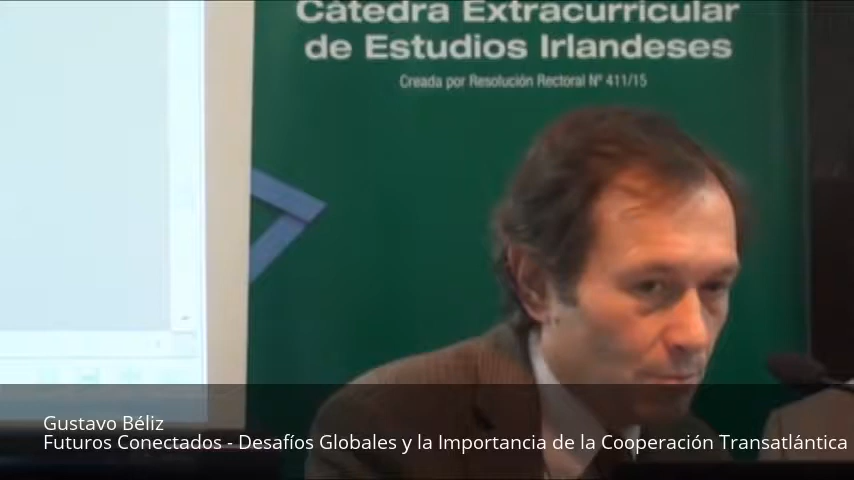 Cátedra Extracurricular
de Estudios Irlandeses
Creada por Resolución Rectoral Nº 411/15
Gustavo Béliz
Futuros Conectados - Desafíos Globales y la Importancia de la Cooperación Transatlántica